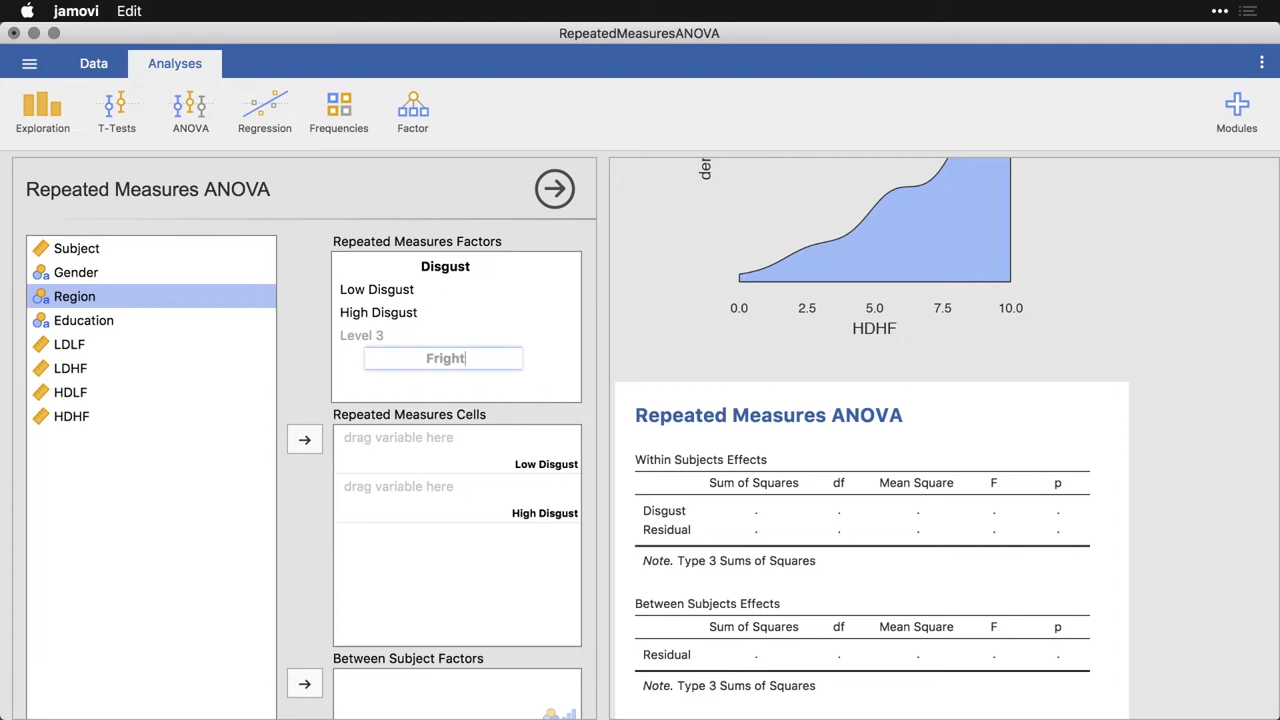 jamovi Edit
RepeatedMeasuresANOVA
Data Analyses
Exploration T-Tests ANOVA Regression Frequencies Factor Modules
Repeated Measures ANOVA
Subject
Gender
Region
Education
LDLF
LDHF
HDLF
HDHF
Repeated Measures Factors
Disgust
Low Disgust
High Disgust
Level 3
Fright
Repeated Measures Cells
drag variable here
Low Disgust
drag variable here
High Disgust
Between Subject Factors
den
0.0 2.5 5.0 7.5 10.0
HDHF
Repeated Measures ANOVA
Within Subjects Effects
Sum of Squares df Mean Square F p
Disgust . . . . .
Residual . . . . .
Note. Type 3 Sums of Squares
Between Subjects Effects
Sum of Squares df Mean Square F p
Residual . . . . .
Note. Type 3 Sums of Squares